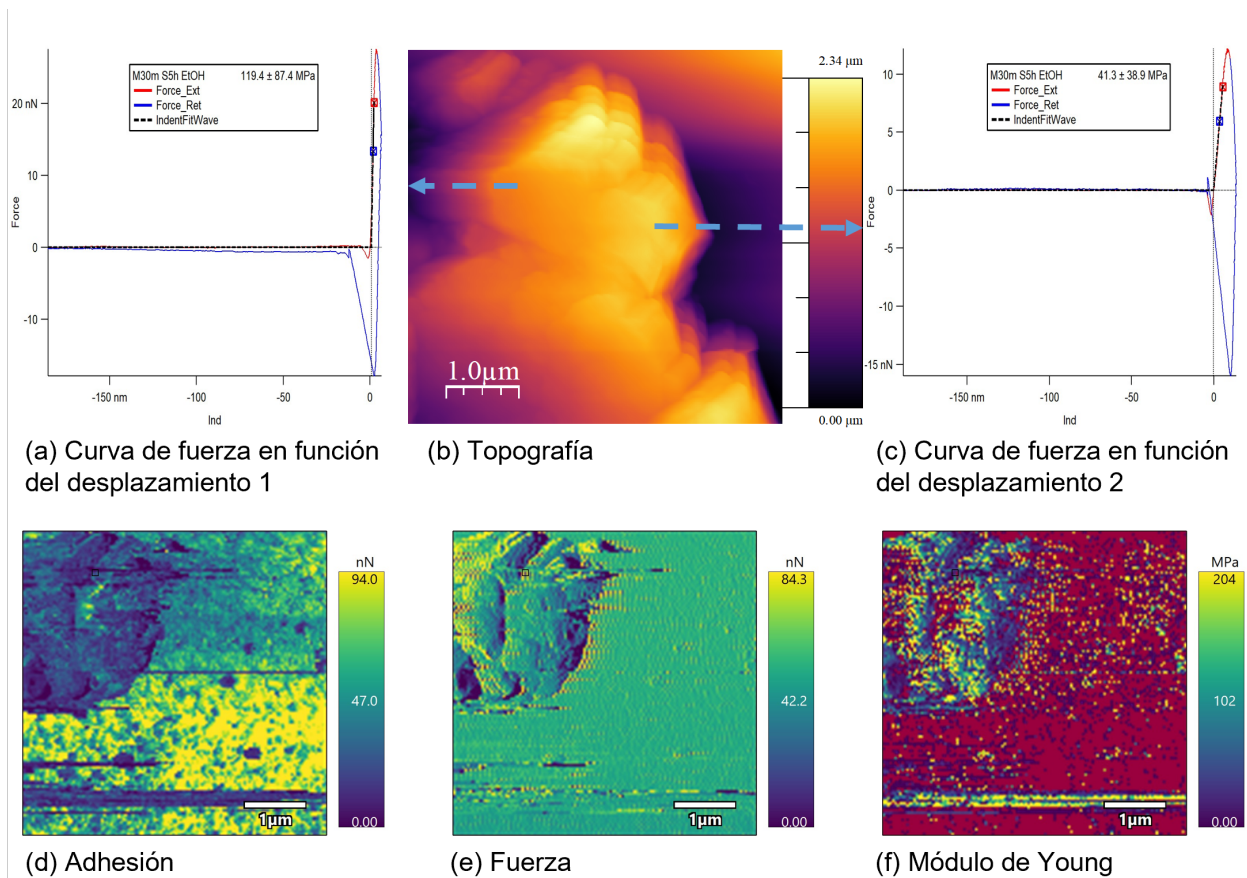 M30m S5h EtOH 119.4 ± 87.4 MPa
Force_Ext
Force_Ret
IndentFitWave
20 nN
10
0
-10
Force
-150 nm
-100
-50
0
Ind
(a) Curva de fuerza en función
del desplazamiento 1
2.34 µm
1.0µm
0.00 µm
(b) Topografía
M30m S5h EtOH 41.3 ± 38.9 MPa
Force_Ext
Force_Ret
IndentFitWave
10
5
0
-5
-10
-15 nN
Force
-150 nm
-100
-50
0
Ind
(c) Curva de fuerza en función
del desplazamiento 2
nN
94.0
47.0
0.00
1µm
(d) Adhesión
nN
84.3
42.2
0.00
1µm
(e) Fuerza
MPa
204
102
0.00
1µm
(f) Módulo de Young